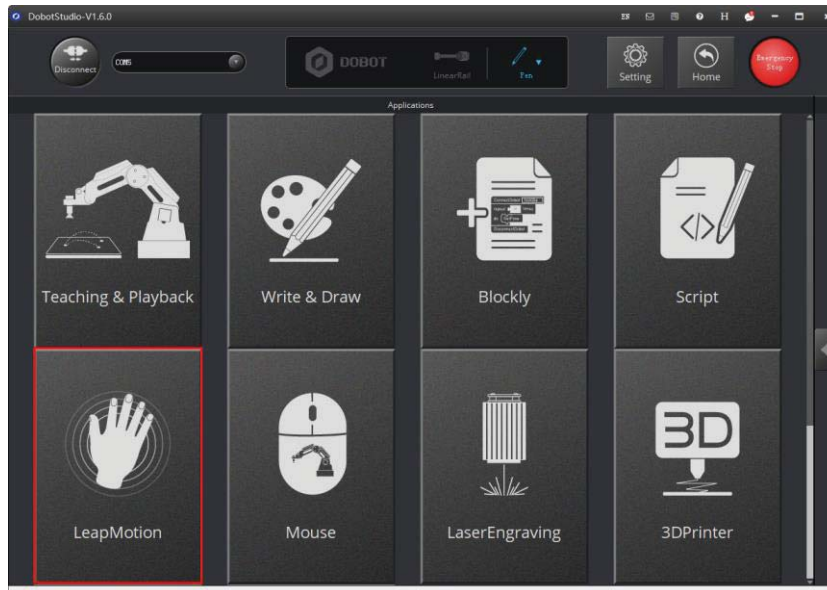 DobotStudio-V1.6.0
H
Disconnect
COM5
DOBOT
LinearRail
Pen
Setting
Home
Emergency
Stop
Applications
Teaching & Playback
Write & Draw
Blockly
Script
LeapMotion
Mouse
LaserEngraving
3D
3DPrinter